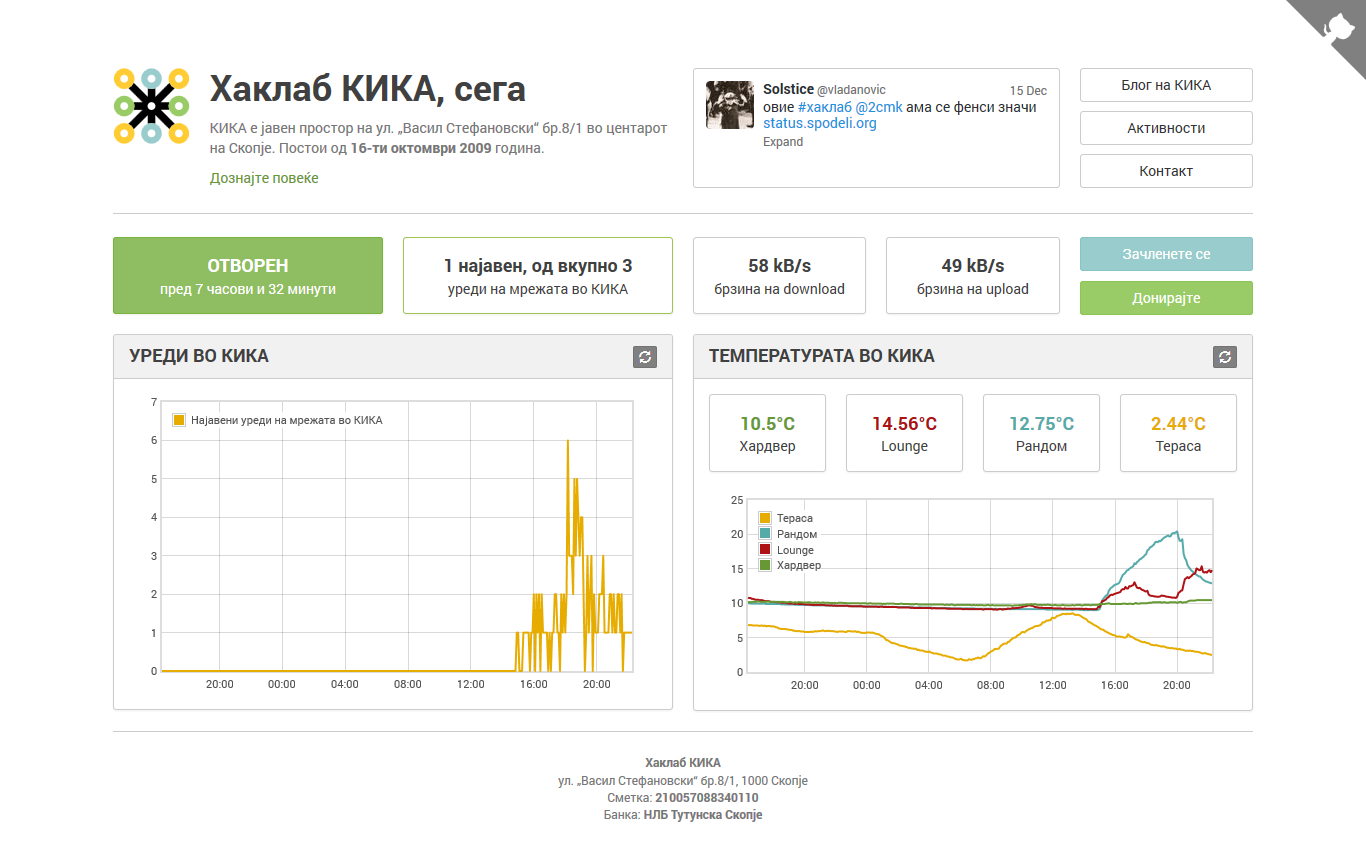 Хаклаб КИКА, сега
КИКА е јавен простор на ул. „Васил Стефановски“ бр.8/1 во центарот
на Скопје. Постои од 16-ти октомври 2009 година.
Дознајте повеќе
Solstice @vladanovic 15 Dec
овие #хаклаб @2cmk ама се фенси значи
status.spodeli.org
Expand
Блог на КИКА
Активности
Контакт
ОТВОРЕН
пред 7 часови и 32 минути
1 најавен, од вкупно 3
уреди на мрежата во КИКА
58 kB/s
брзина на download
49 kB/s
брзина на upload
Зачленете се
Донирајте
УРЕДИ ВО КИКА
7
6
5
4
3
2
1
0
Најавени уреди на мрежата во КИКА
20:00 00:00 04:00 08:00 12:00 16:00 20:00
ТЕМПЕРАТУРАТА ВО КИКА
10.5°C
Хардвер
14.56°C
Lounge
12.75°C
Рандом
2.44°C
Тераса
25
20
15
10
5
0
Тераса
Рандом
Lounge
Хардвер
20:00 00:00 04:00 08:00 12:00 16:00 20:00
Хаклаб КИКА
ул. „Васил Стефановски“ бр.8/1, 1000 Скопје
Сметка: 210057088340110
Банка: НЛБ Тутунска Скопје